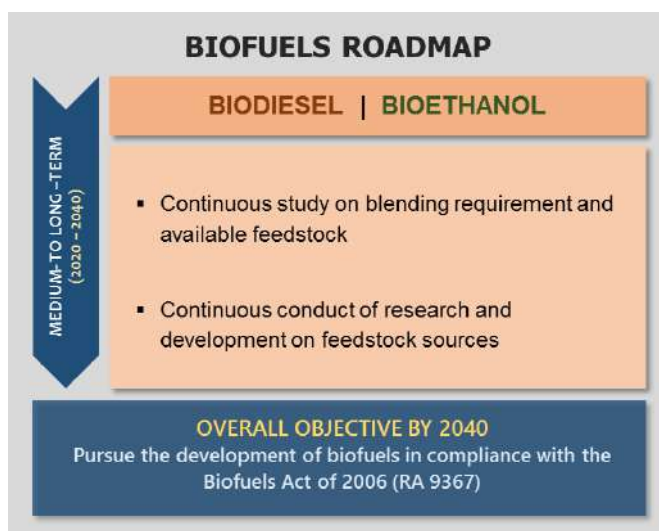 BIOFUELS ROADMAP
MEDIUM-TO LONG-TERM
(2020 – 2040)
BIODIESEL | BIOETHANOL
▪ Continuous study on blending requirement and
available feedstock
▪ Continuous conduct of research and
development on feedstock sources
OVERALL OBJECTIVE BY 2040
Pursue the development of biofuels in compliance with the
Biofuels Act of 2006 (RA 9367)